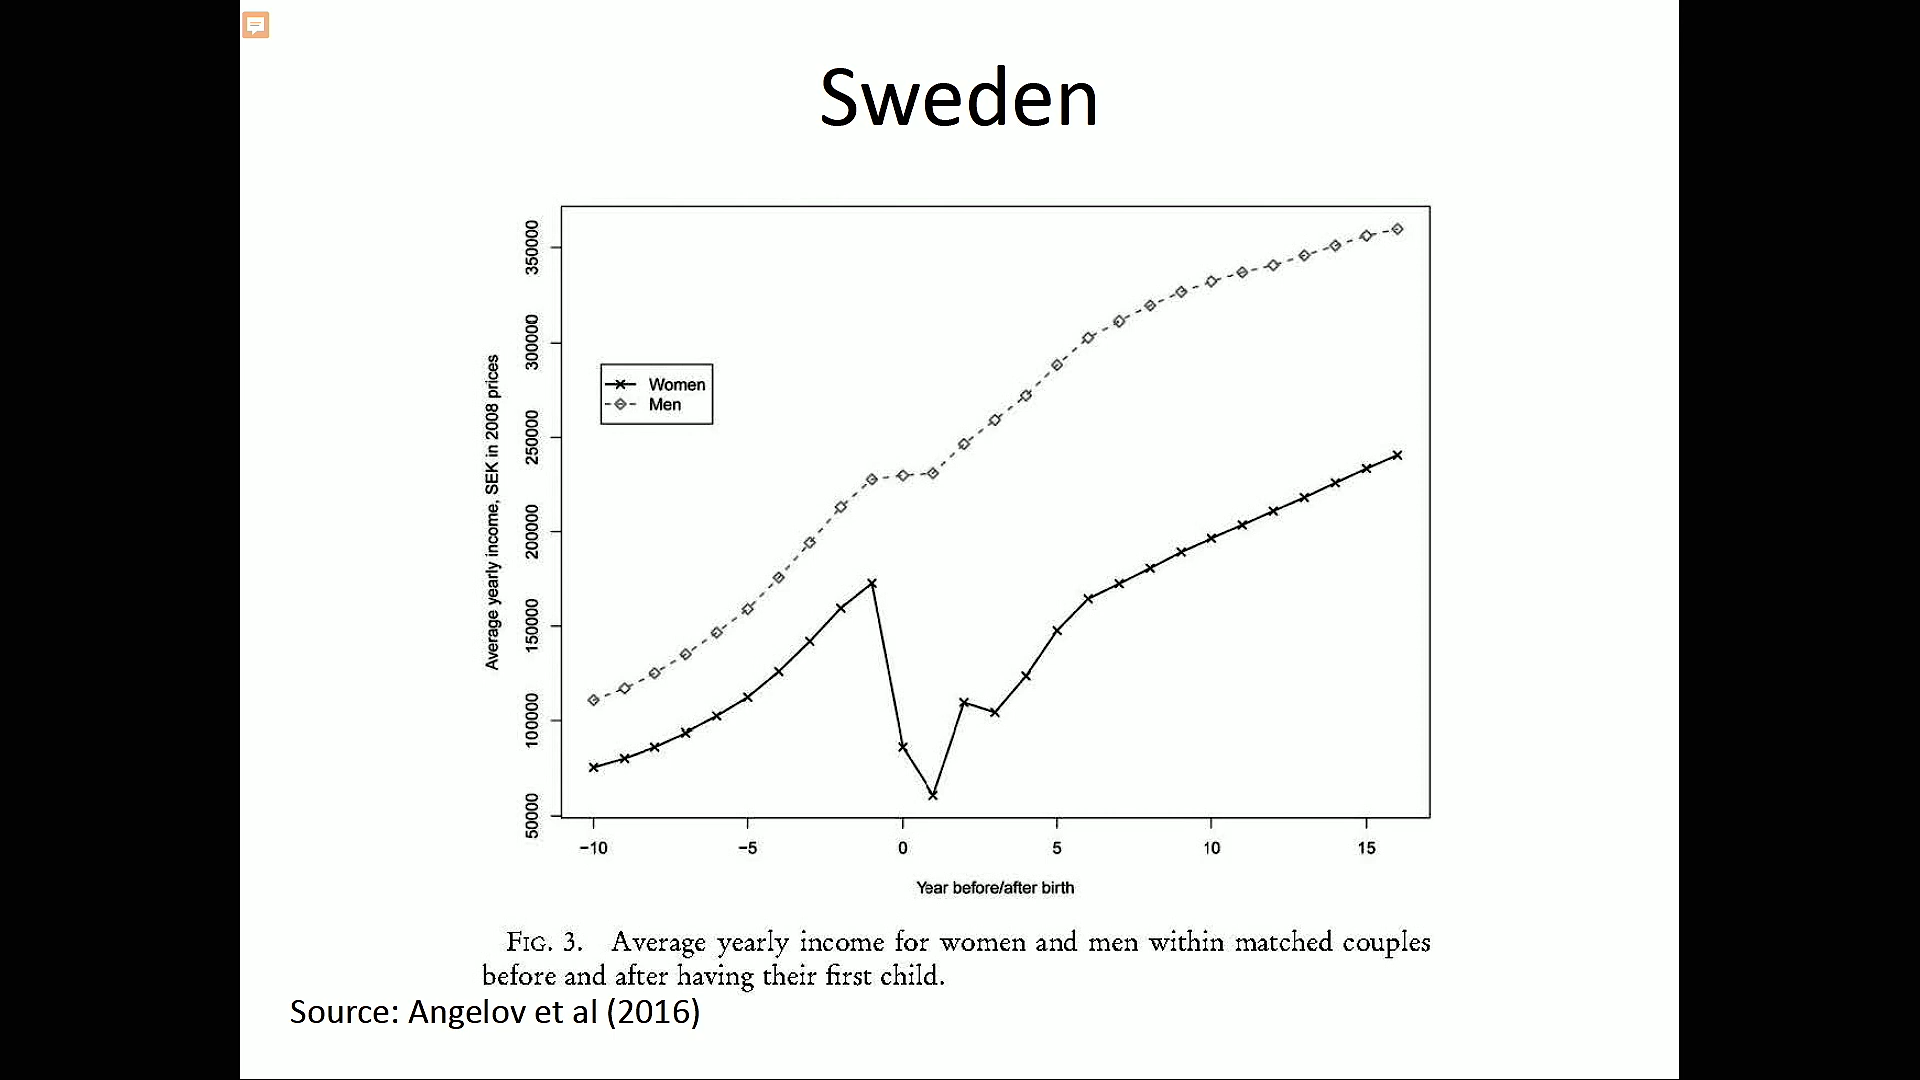 Sweden
Average yearly income, SEK in 2008 prices
350000
300000
250000
200000
150000
100000
50000
Women
Men
−10
−5
0
5
10
15
Year before/after birth
FIG. 3. Average yearly income for women and men within matched couples
before and after having their first child.
Source: Angelov et al (2016)